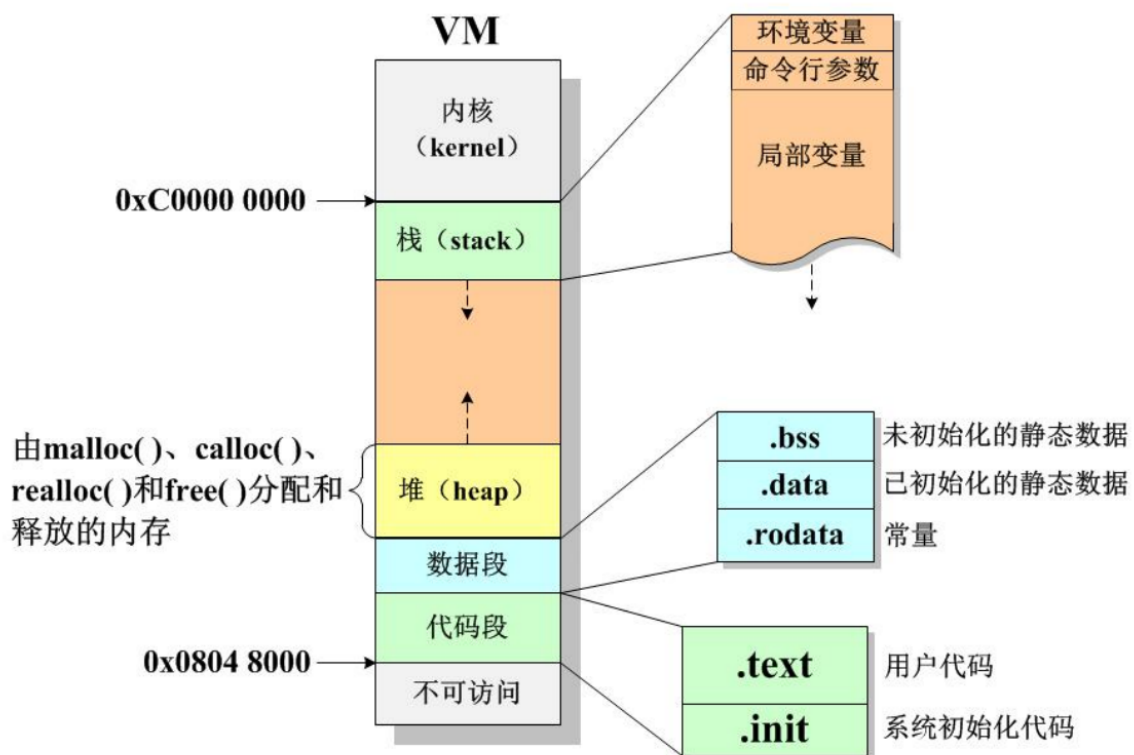 VM
内核
（kernel）
0xC0000 0000
栈（stack）
环境变量
命令行参数
局部变量
由malloc( )、calloc( )、
realloc( )和free( )分配和
释放的内存
堆（heap）
数据段
代码段
0x0804 8000
不可访问
.bss
未初始化的静态数据
.data
已初始化的静态数据
.rodata
常量
.text
用户代码
.init
系统初始化代码